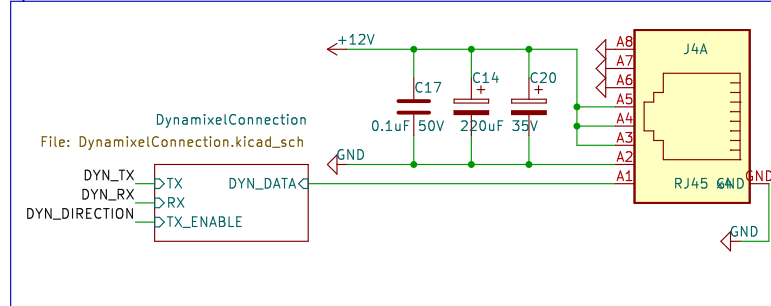 +12V
A8
J4A
A7
A6
C17
C14
C20
A5
A4
A3
0.1uF 50V
220uF
35V
GND
A2
A1
RJ45 x4
GND
GND
GND
DynamixelConnection
File: DynamixelConnection.kicad_sch
DYN_TX
TX
DYN_DATA
DYN_RX
RX
DYN_DIRECTION
TX_ENABLE